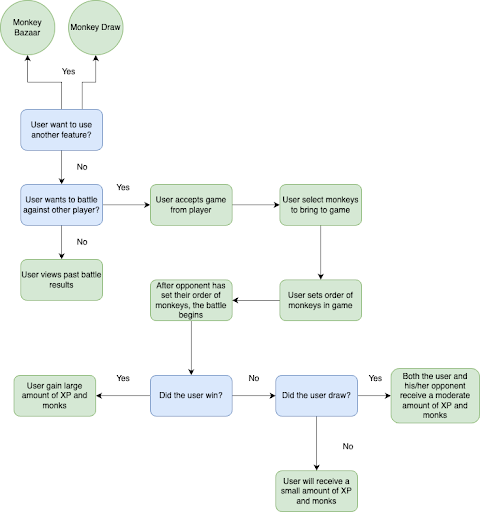 Monkey
Bazaar
Monkey Draw
Yes
User want to use
another feature?
No
User wants to battle
against other player?
Yes
User accepts game
from player
User select monkeys
to bring to game
No
User views past battle
results
After opponent has
set their order of
monkeys, the battle
begins
User sets order of
monkeys in game
User gain large
amount of XP and
monks
Yes
Did the user win?
No
Did the user draw?
Yes
Both the user and
his/her opponent
receive a moderate
amount of XP and
monks
No
User will receive a
small amount of XP
and monks